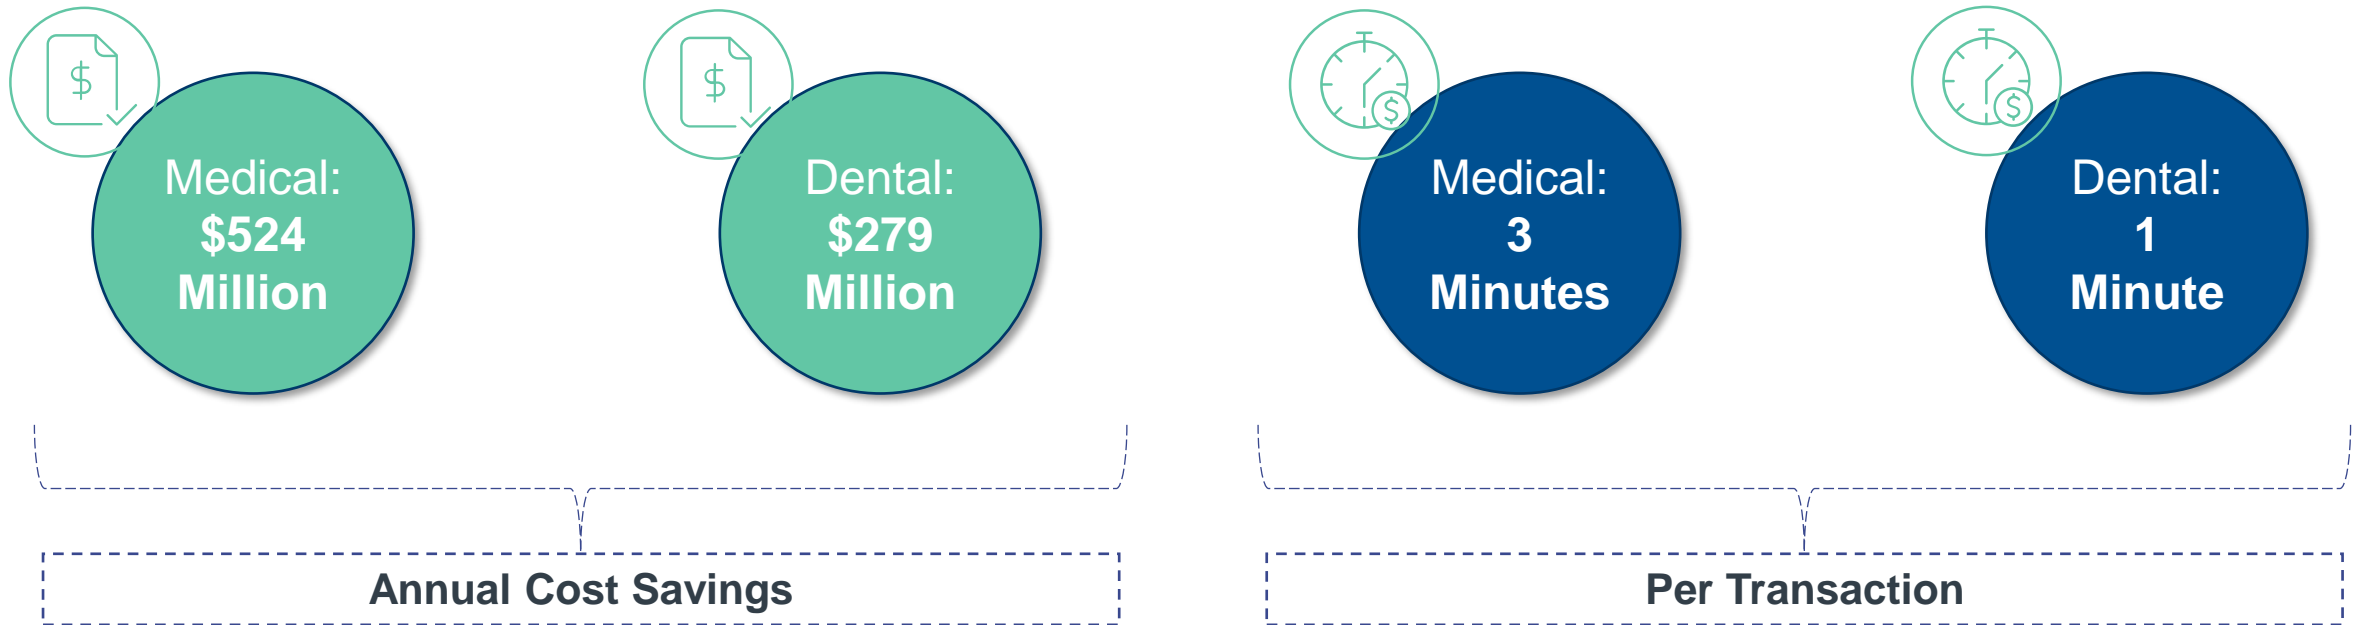 $
Medical:
$524
Million
$
Dental:
$279
Million
$
Medical:
3
Minutes
$
Dental:
1
Minute
Annual Cost Savings
Per Transaction